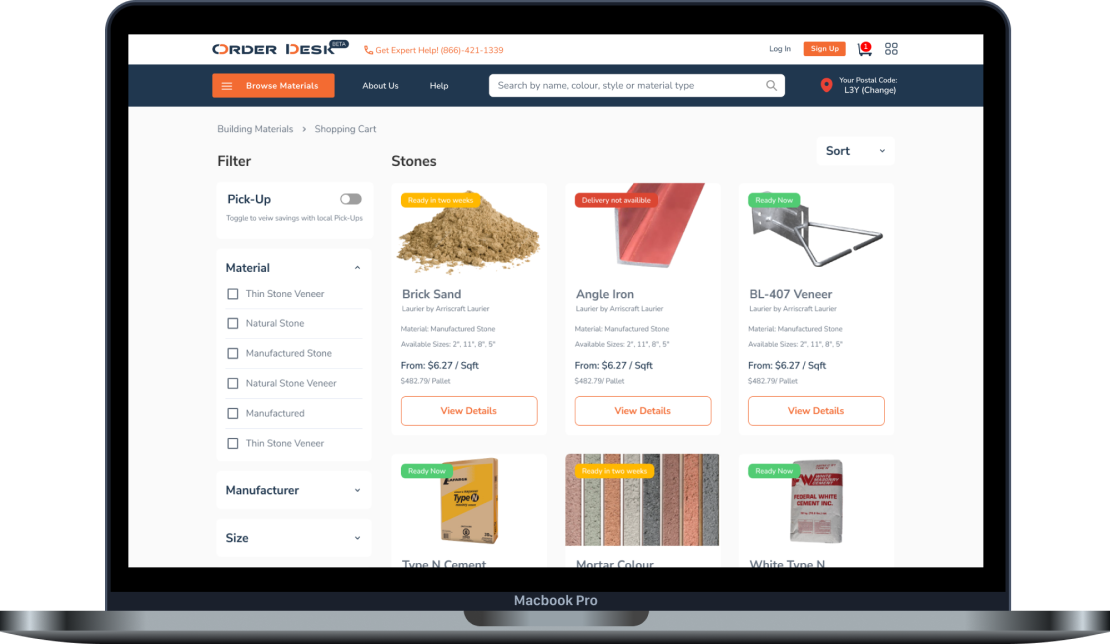 ORDER DESK BETA
Get Expert Help! (866)-421-1339
Log In
Sign Up
1
Browse Materials
About Us
Help
Search by name, colour, style or material type
Your Postal Code:
L3Y (Change)
Building Materials > Shopping Cart
Sort
Filter
Stones
Pick-Up
Toggle to veiw savings with local Pick-Ups
Material
Thin Stone Veneer
Natural Stone
Manufactured Stone
Natural Stone Veneer
Manufactured
Thin Stone Veneer
Manufacturer
Size
Ready in two weeks
Brick Sand
Laurier by Arriscraft Laurier
Material: Manufactured Stone
Available Sizes: 2", 11", 8", 5"
From: $6.27 / Sqft
$482.79/ Pallet
View Details
Delivery not availible
Angle Iron
Laurier by Arriscraft Laurier
Material: Manufactured Stone
Available Sizes: 2", 11", 8", 5"
From: $6.27 / Sqft
$482.79/ Pallet
View Details
Ready Now
BL-407 Veneer
Laurier by Arriscraft Laurier
Material: Manufactured Stone
Available Sizes: 2", 11", 8", 5"
From: $6.27 / Sqft
$482.79/ Pallet
View Details
Ready Now
Type N
Type N Cement
Ready in two weeks
Mortar Colour
Ready Now
FEDERAL WHITE
CEMENT INC.
White Type N
Macbook Pro